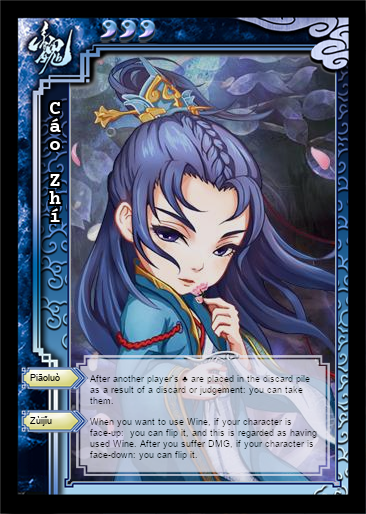 魏
Cáo Zhí
Piāoluò
After another player's ♣ are placed in the discard pile
as a result of a discard or judgement: you can take
them.
Zùijĭu
When you want to use Wine, if your character is
face-up: you can flip it, and this is regarded as having
used Wine. After you suffer DMG, if your character is
face-down: you can flip it.